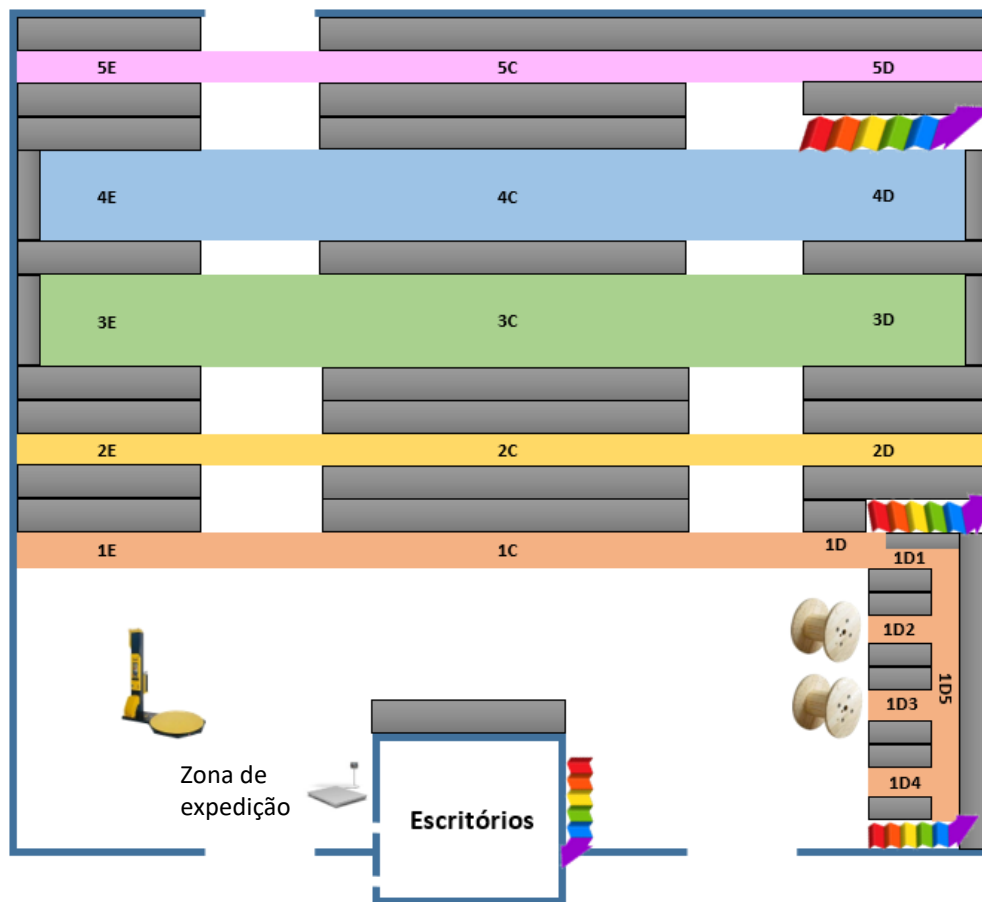 5E 5C 5D
4E 4C 4D
3E 3C 3D
2E 2C 2D
1E 1C 1D
1D1
1D2
1D5
1D3
Zona de
expedição
1D4
Escritórios